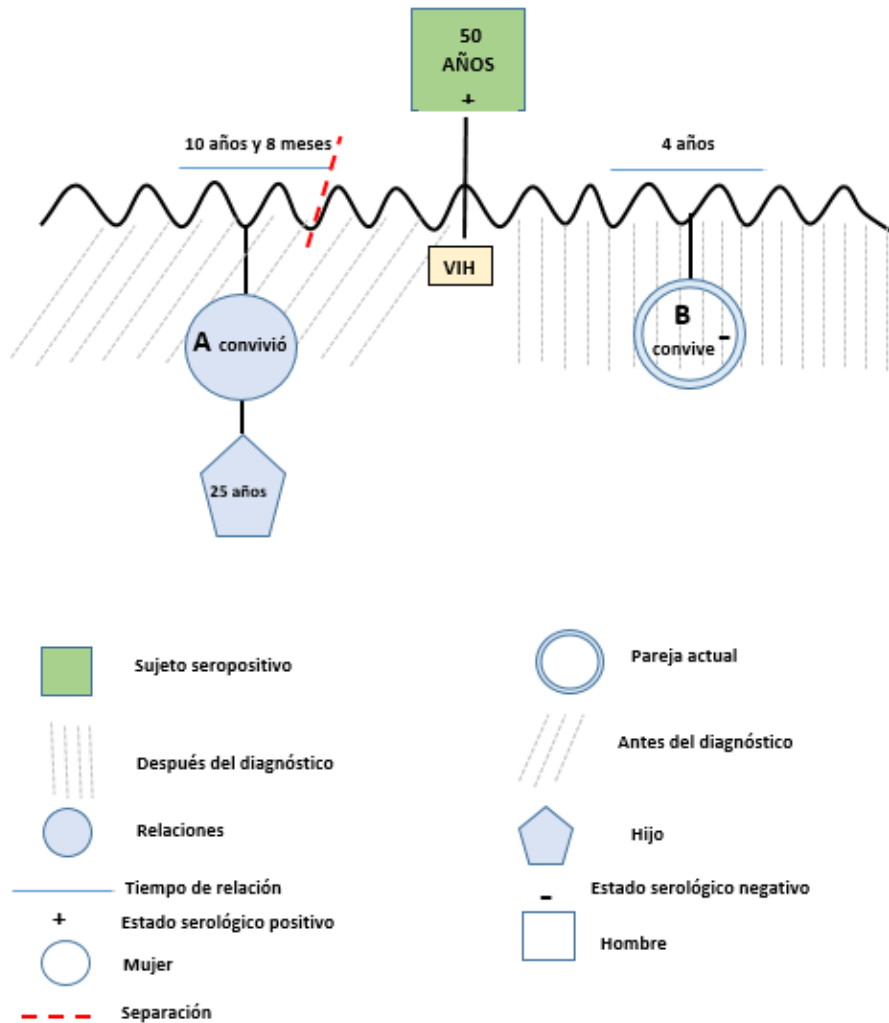 50
AÑOS
+
10 años y 8 meses
4 años
VIH
A convivió
B
convive -
25 años
Sujeto seropositivo
Pareja actual
Después del diagnóstico
Antes del diagnóstico
Relaciones
Hijo
Tiempo de relación
- Estado serológico negativo
+ Estado serológico positivo
Hombre
Mujer
Separación